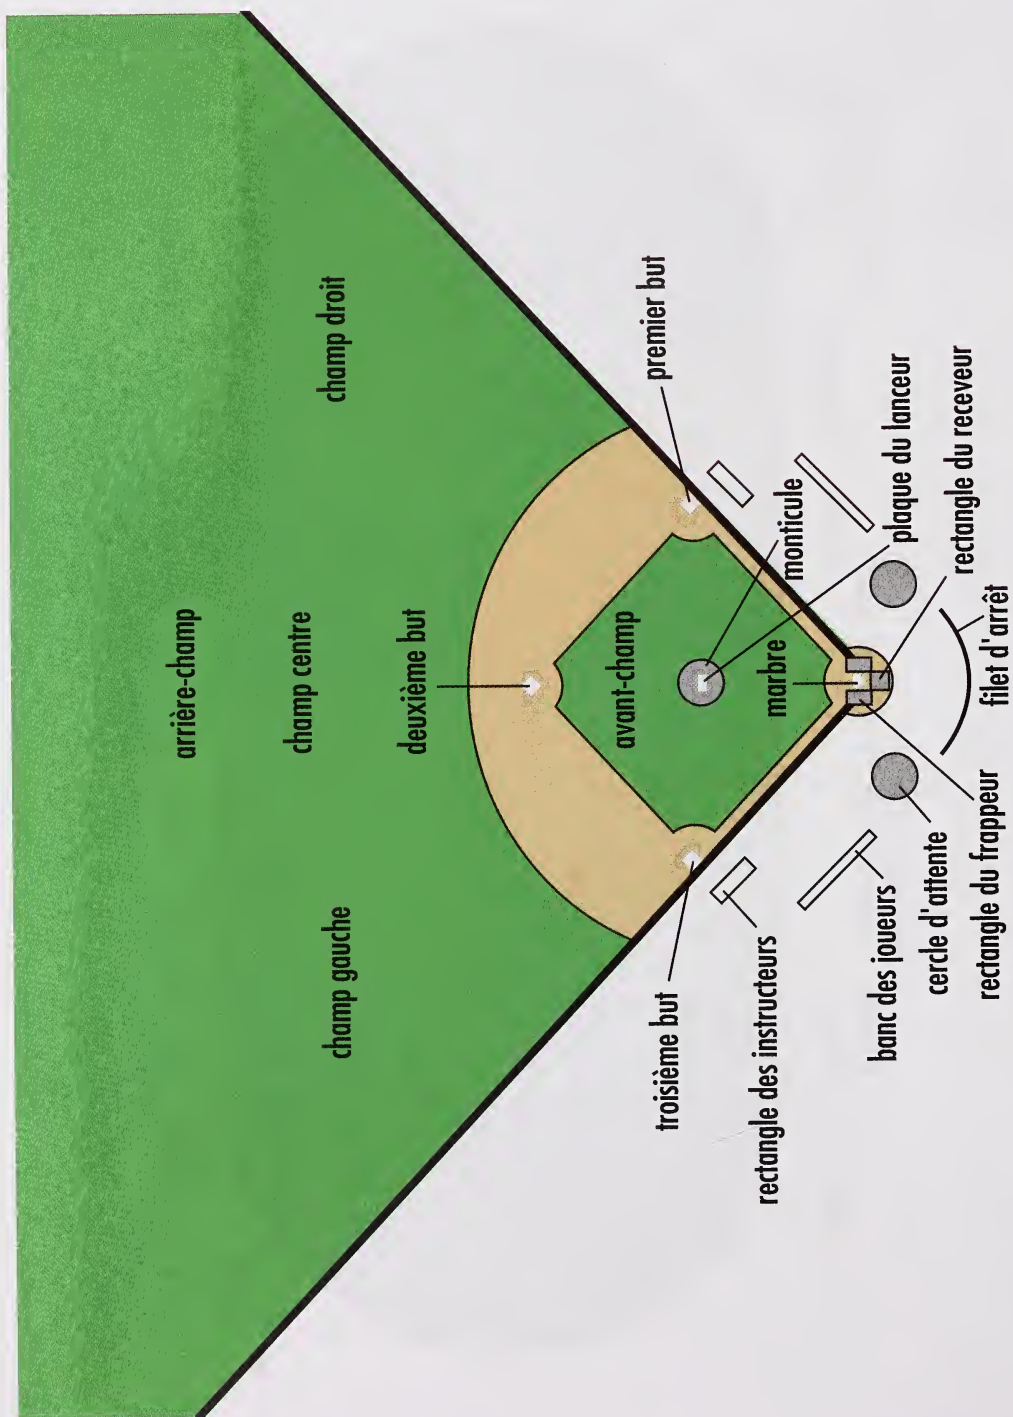 arrière-champ
champ centre
champ gauche
champ droit
deuxième but
avant-champ
troisième but
premier but
monticule
marbre
plaque du lanceur
rectangle du receveur
rectangle des instructeurs
banc des joueurs
cercle d'attente
rectangle du frappeur
filet d'arrêt